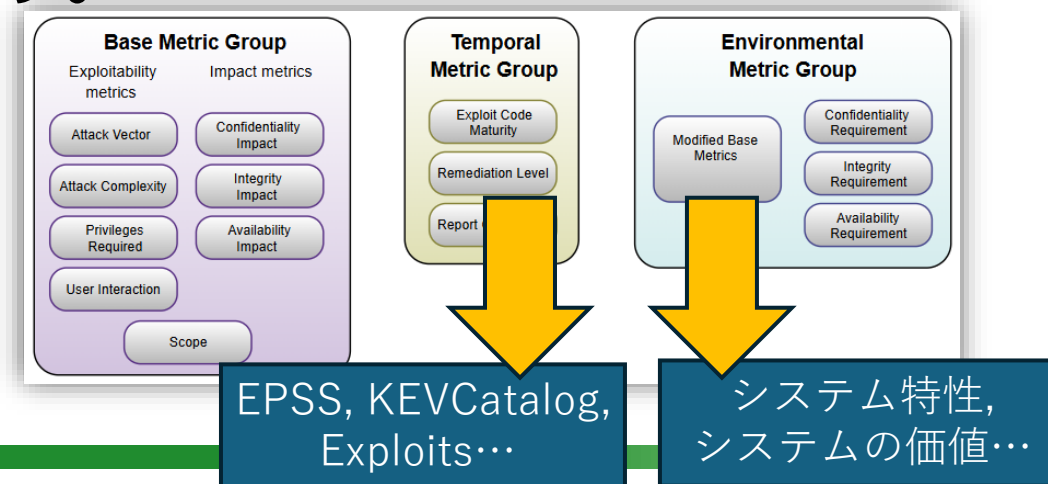 Base Metric Group
Exploitability
metrics
Impact metrics
Attack Vector
Attack Complexity
Privileges
Required
User Interaction
Confidentiality
Impact
Integrity
Impact
Availability
Impact
Scope
Temporal
Metric Group
Exploit Code
Maturity
Remediation Level
Report
Environmental
Metric Group
Modified Base
Metrics
Confidentiality
Requirement
Integrity
Requirement
Availability
Requirement
EPSS, KEVCatalog,
Exploits…
システム特性,
システムの価値…